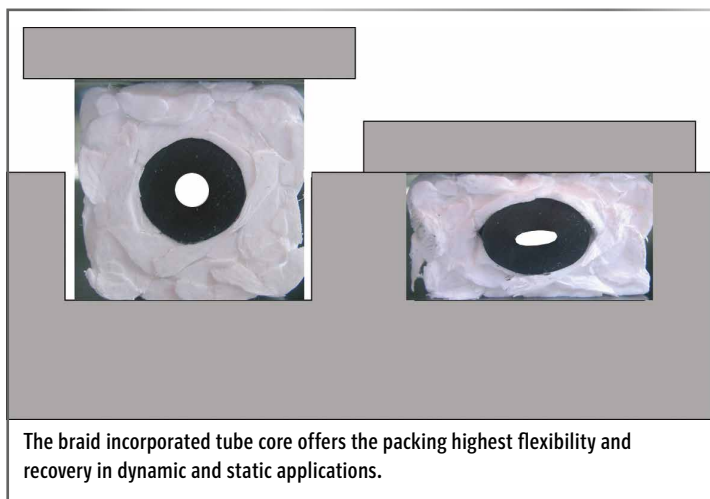 The braid incorporated tube core offers the packing highest flexibility and
recovery in dynamic and static applications.